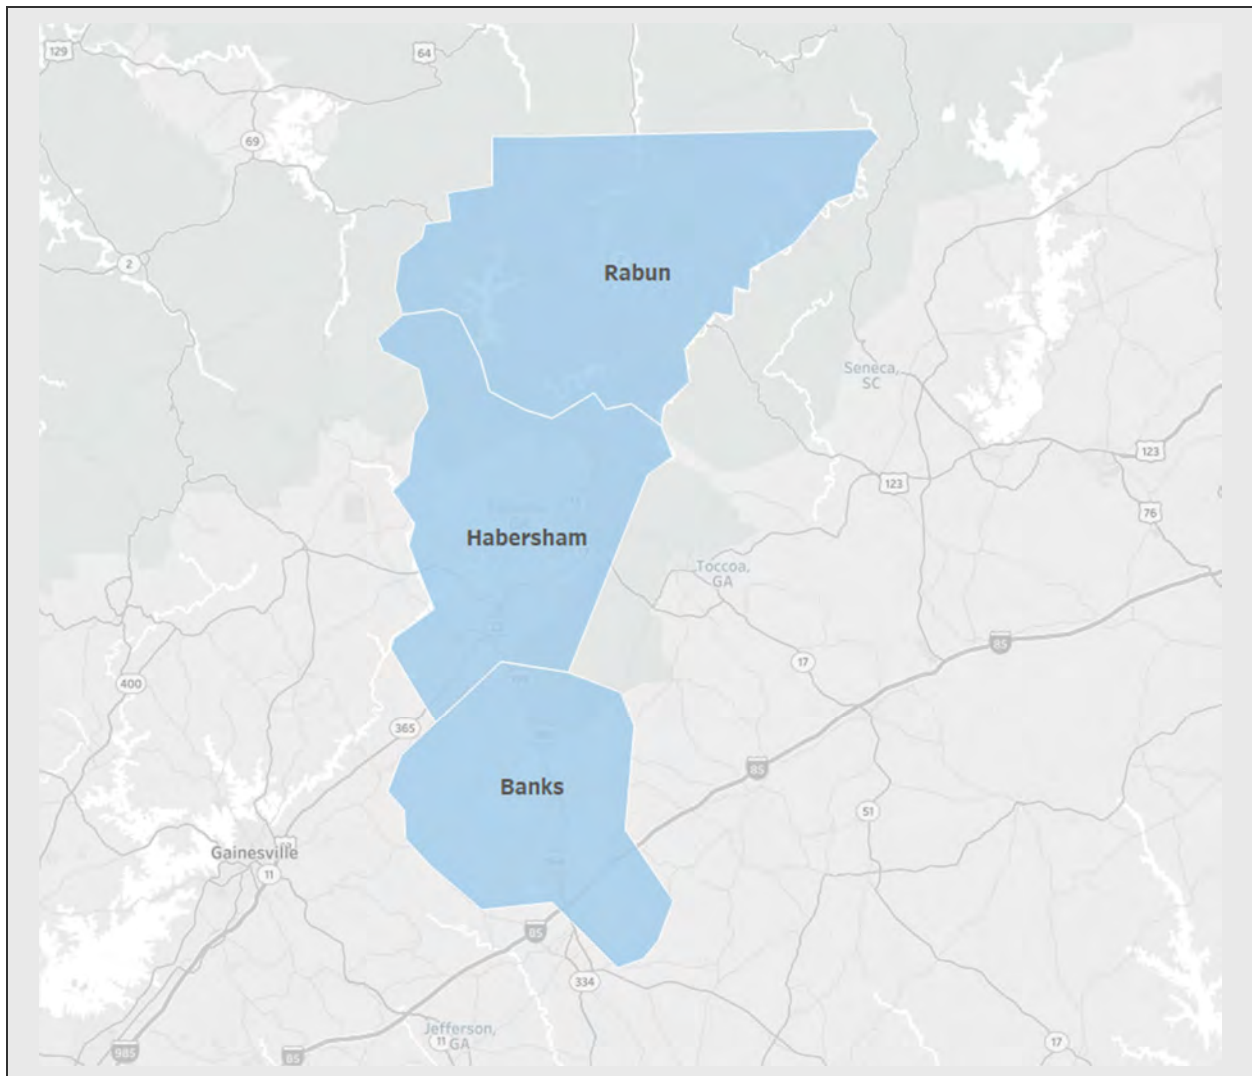 129
64
69
2
Rabun
Seneca,
SC
123
123
76
Habersham
Toccoa,
GA
85
17
400
365
85
Banks
51
Gainesville
11
85
334
Jefferson,
GA
11
985
85
17